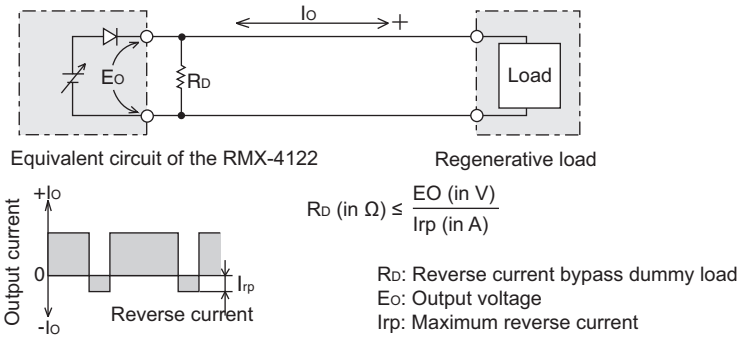 Io
+
Eo
RD
Load
Equivalent circuit of the RMX-4122
Regenerative load
+Io
Output current
0
-Io
Irp
Reverse current
RD (in Ω) ≤ EO (in V)
Irp (in A)
RD: Reverse current bypass dummy load
Eo: Output voltage
Irp: Maximum reverse current